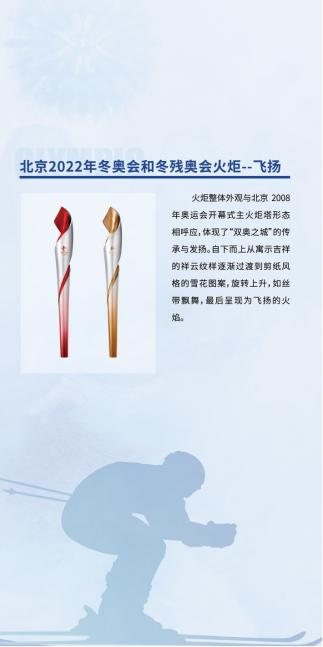 OLYMPIC
北京2022年冬奥会和冬残奥会火炬--飞扬
火炬整体外观与北京 2008
年奥运会开幕式主火炬塔形态
相呼应，体现了“双奥之城”的传
承与发扬。自下而上从寓示吉祥
的祥云纹样逐渐过渡到剪纸风
格的雪花图案，旋转上升，如丝
带飘舞，最后呈现为飞扬的火
焰。